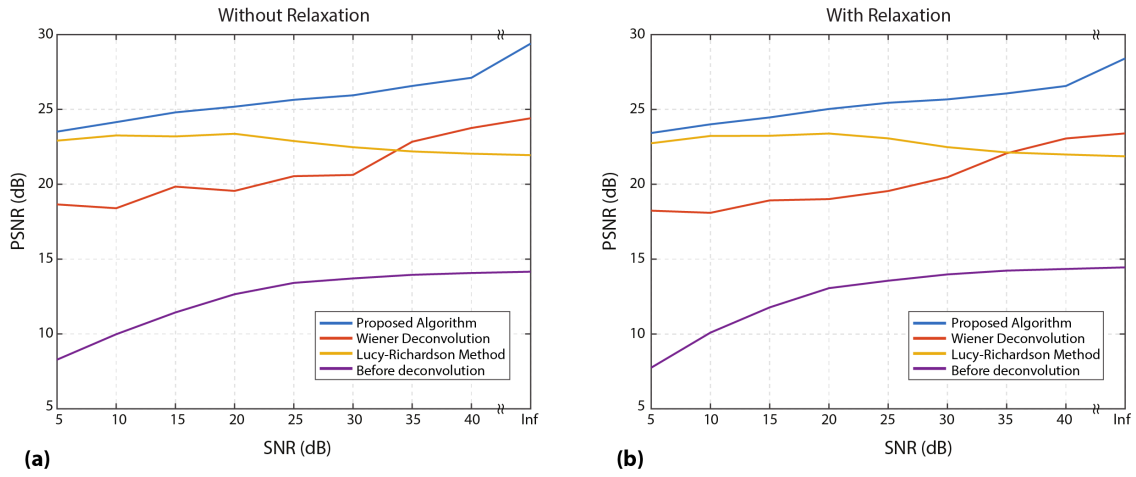 Without Relaxation
30
25
20
15
10
5
PSNR (dB)
Proposed Algorithm
Wiener Deconvolution
Lucy-Richardson Method
Before deconvolution
5 10 15 20 25 30 35 40 Inf
SNR (dB)
(a)
With Relaxation
30
25
20
15
10
5
PSNR (dB)
Proposed Algorithm
Wiener Deconvolution
Lucy-Richardson Method
Before deconvolution
5 10 15 20 25 30 35 40 Inf
SNR (dB)
(b)